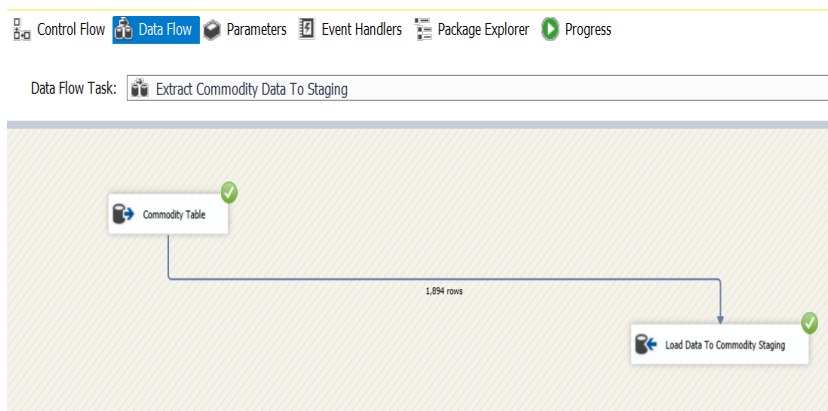 Control Flow Data Flow Parameters Event Handlers Package Explorer Progress
Data Flow Task: Extract Commodity Data To Staging
Commodity Table
1,894 rows
Load Data To Commodity Staging